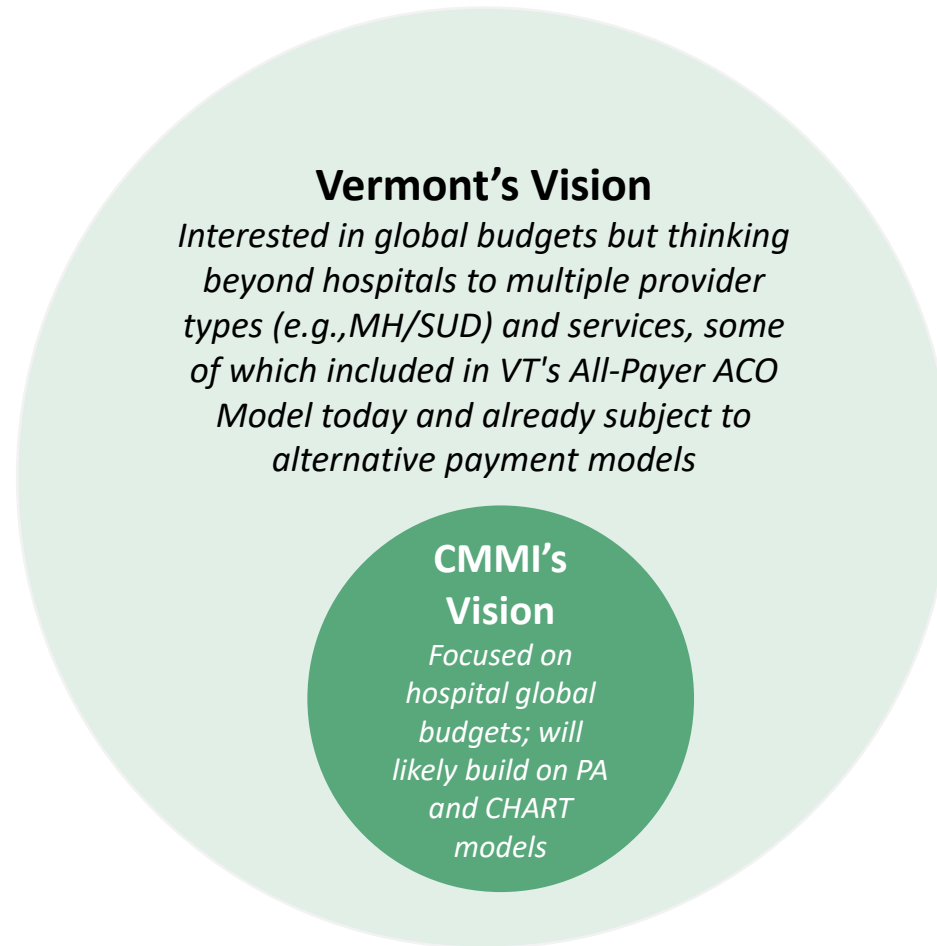 Vermont’s Vision
Interested in global budgets but thinking
beyond hospitals to multiple provider
types (e.g.,MH/SUD) and services, some
of which included in VT's All-Payer ACO
Model today and already subject to
alternative payment models
CMMI’s
Vision
Focused on
hospital global
budgets; will
likely build on PA
and CHART
models